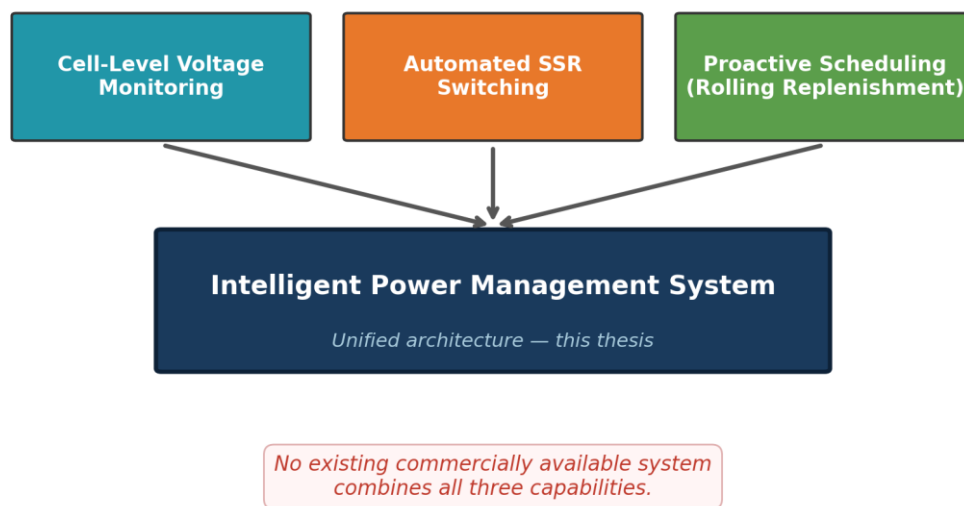 Cell-Level Voltage
Monitoring
Automated SSR
Switching
Proactive Scheduling
(Rolling Replenishment)
Intelligent Power Management System
Unified architecture — this thesis
No existing commercially available system
combines all three capabilities.